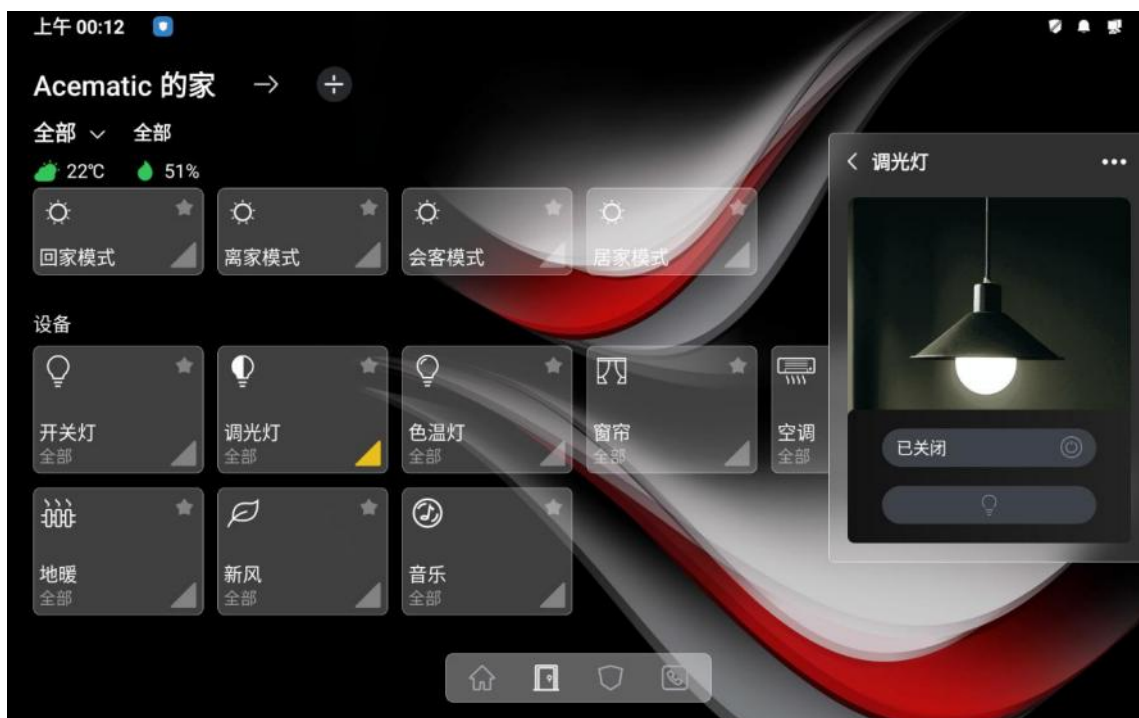 上午 00:12
Acematic 的家
全部 全部
22℃ 51%
回家模式 离家模式 会客模式 居家模式
设备
开关灯 调光灯 色温灯 窗帘 空调
全部 全部 全部 全部 全部
地暖 新风 音乐
全部 全部 全部
调光灯
已关闭